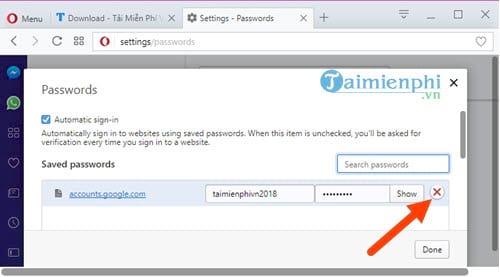 Menu
Download - Tải Miễn Phí V
Settings - Passwords
settings/passwords
Taimienphi
.vn
Passwords
Automatic sign-in
Automatically sign in to websites using saved passwords. When this item is unchecked, you'll be asked for
verification every time you sign in to a website.
Saved passwords
Search passwords
accounts.google.com
taimienphivn2018
•••••••••
Show
Done